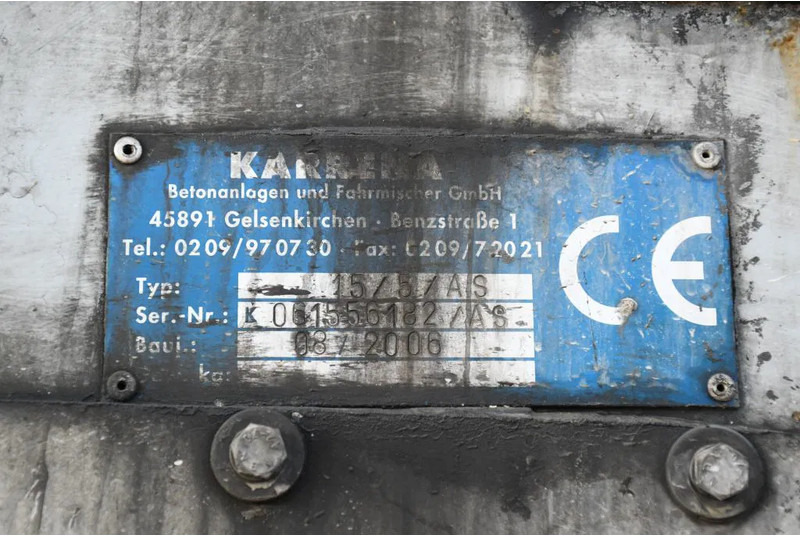 KARRENA
Betonanlagen und Fahrmischer GmbH
45891 Gelsenkirchen · Benzstraße 1
Tel.: 0209/970730 Fax: 0209/72021
Typ: 15/5/AS
Ser.-Nr.: K 061556182/AS
Bauj.: 08/2006
CE